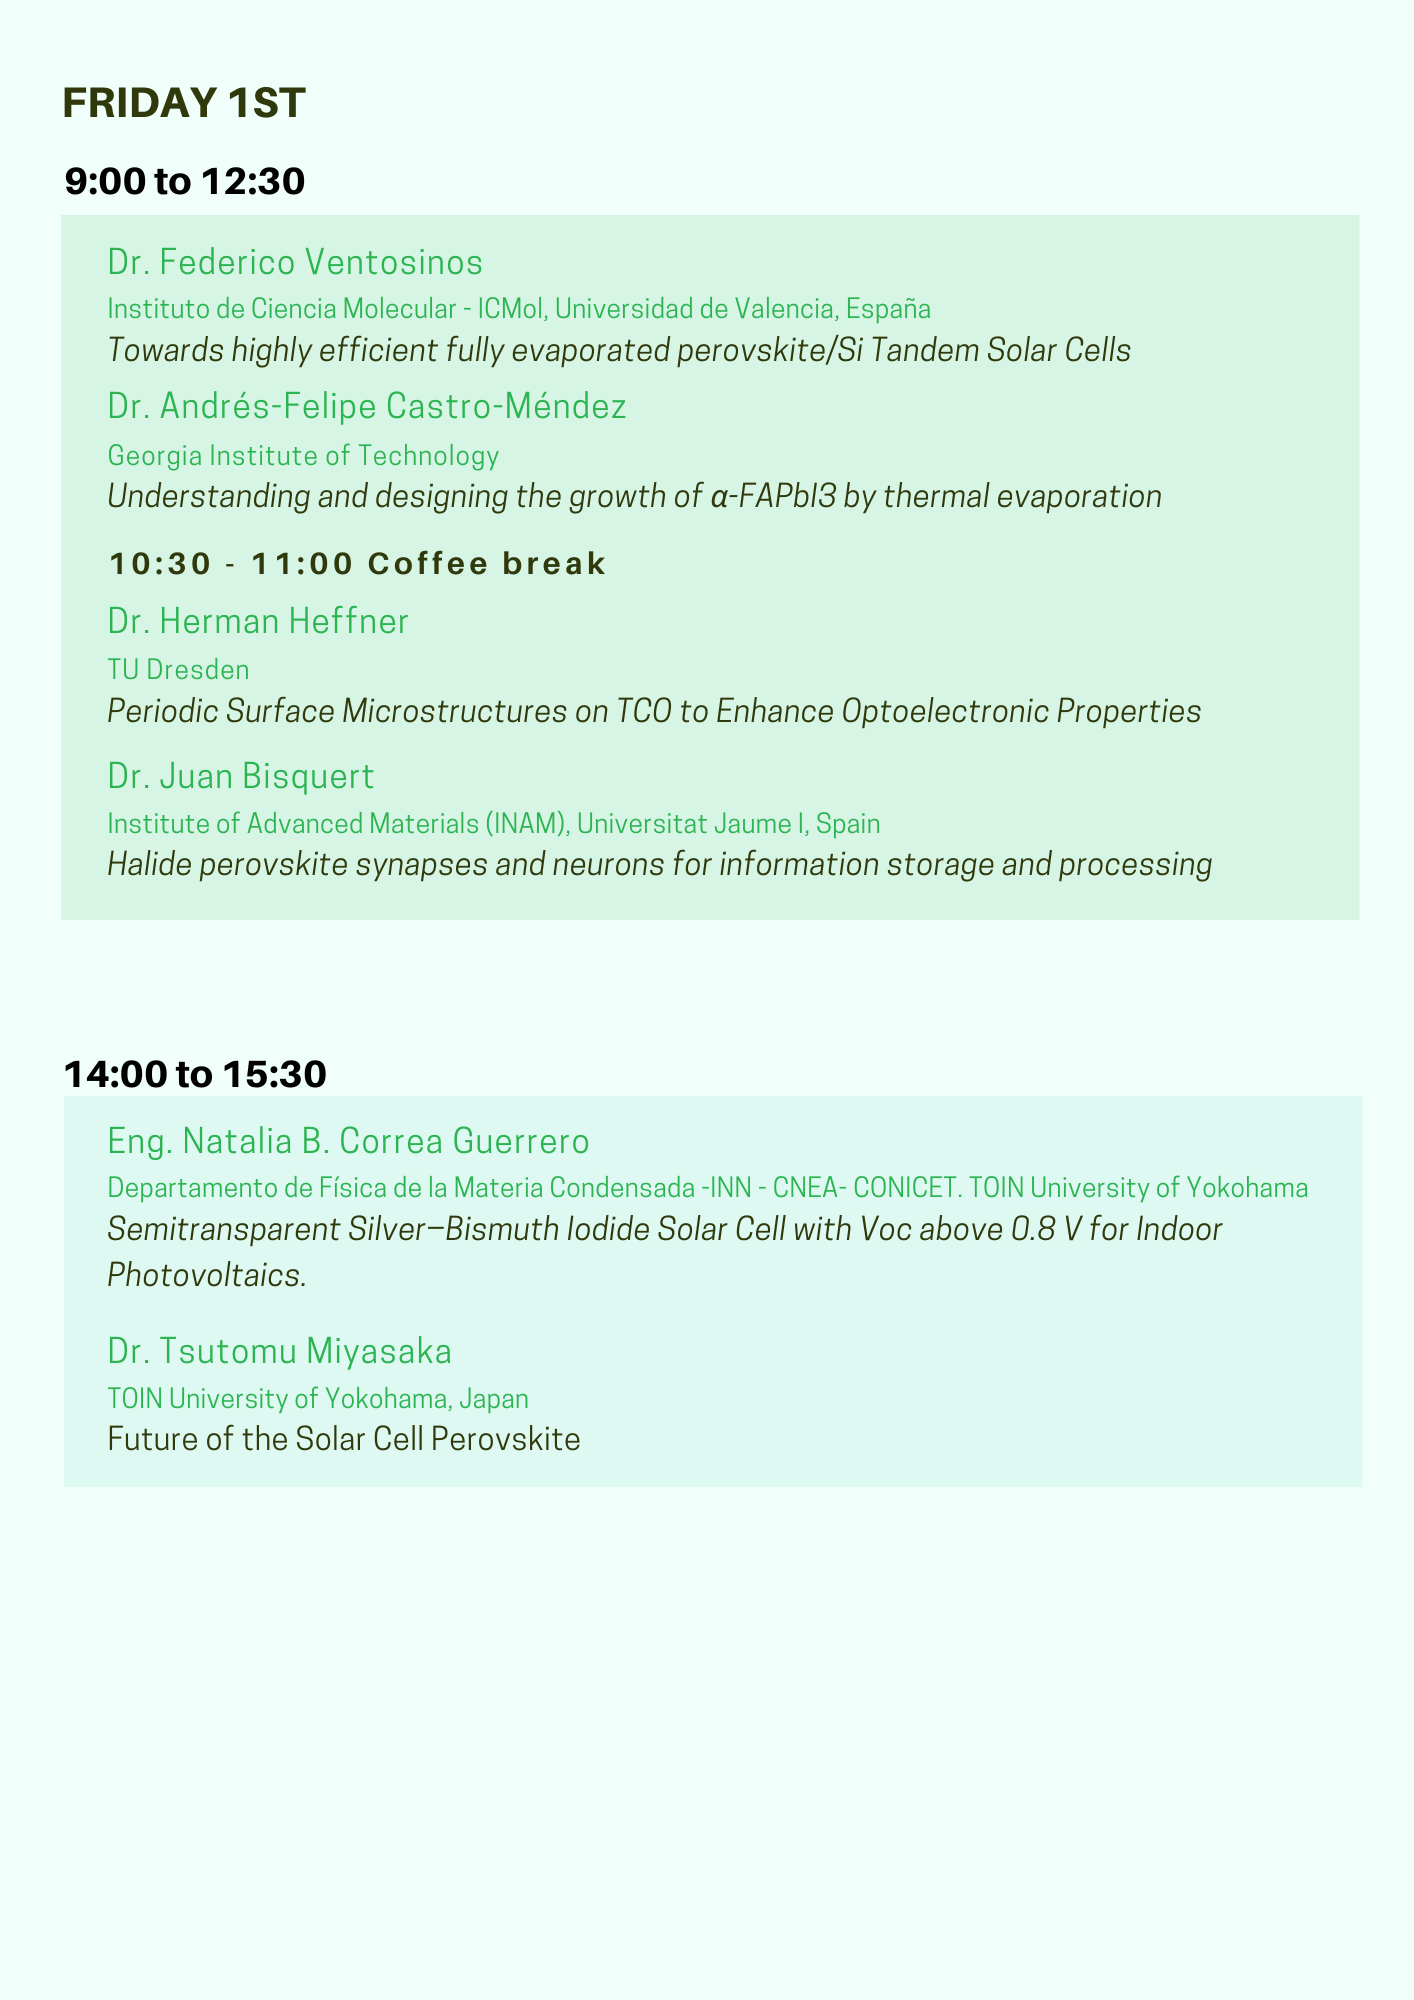 FRIDAY 1ST
9:00 to 12:30
Dr. Federico Ventosinos
Instituto de Ciencia Molecular - ICMol, Universidad de Valencia, España
Towards highly efficient fully evaporated perovskite/Si Tandem Solar Cells
Dr. Andrés-Felipe Castro-Méndez
Georgia Institute of Technology
Understanding and designing the growth of α-FAPbI3 by thermal evaporation
10:30 - 11:00 Coffee break
Dr. Herman Heffner
TU Dresden
Periodic Surface Microstructures on TCO to Enhance Optoelectronic Properties
Dr. Juan Bisquert
Institute of Advanced Materials (INAM), Universitat Jaume I, Spain
Halide perovskite synapses and neurons for information storage and processing
14:00 to 15:30
Eng. Natalia B. Correa Guerrero
Departamento de Física de la Materia Condensada -INN - CNEA- CONICET. TOIN University of Yokohama
Semitransparent Silver–Bismuth Iodide Solar Cell with Voc above 0.8 V for Indoor
Photovoltaics.
Dr. Tsutomu Miyasaka
TOIN University of Yokohama, Japan
Future of the Solar Cell Perovskite